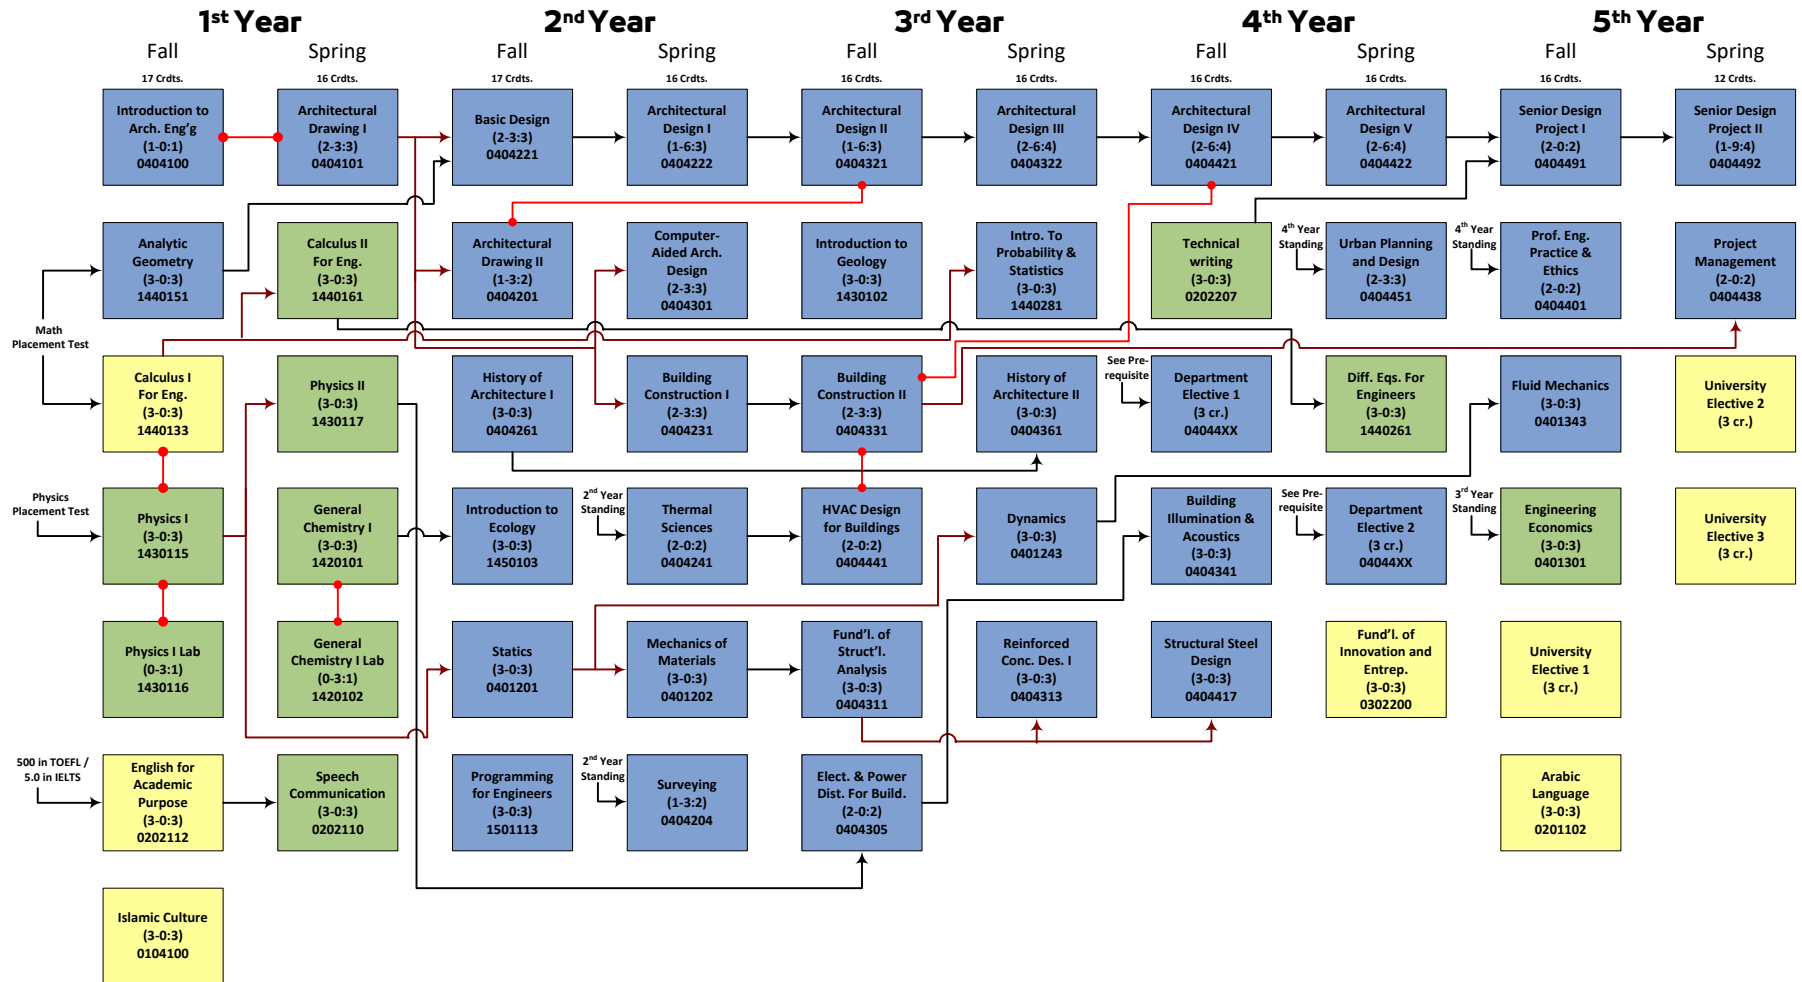 1st Year
2nd Year
3rd Year
4th Year
5th Year
Fall
Spring
Fall
Spring
Fall
Spring
Fall
Spring
Fall
Spring
17 Crdts.
16 Crdts.
17 Crdts.
16 Crdts.
16 Crdts.
16 Crdts.
16 Crdts.
16 Crdts.
16 Crdts.
12 Crdts.
Introduction to
Arch. Eng'g
(1-0:1)
0404100
Architectural
Drawing I
(2-3:3)
0404101
Basic Design
(2-3:3)
0404221
Architectural
Design I
(1-6:3)
0404222
Architectural
Design II
(1-6:3)
0404321
Architectural
Design III
(2-6:4)
0404322
Architectural
Design IV
(2-6:4)
0404421
Architectural
Design V
(2-6:4)
0404422
Senior Design
Project I
(2-0:2)
0404491
Senior Design
Project II
(1-9:4)
0404492
Analytic
Geometry
(3-0:3)
1440151
Calculus II
For Eng.
(3-0:3)
1440161
Architectural
Drawing II
(1-3:2)
0404201
Computer-
Aided Arch.
Design
(2-3:3)
0404301
Introduction to
Geology
(3-0:3)
1430102
Intro. To
Probability &
Statistics
(3-0:3)
1440281
Technical
writing
(3-0:3)
0202207
4th Year
Standing
Urban Planning
and Design
(2-3:3)
0404451
4th Year
Standing
Prof. Eng.
Practice &
Ethics
(2-0:2)
0404401
Project
Management
(2-0:2)
0404438
Math
Placement Test
Calculus I
For Eng.
(3-0:3)
1440133
Physics II
(3-0:3)
1430117
History of
Architecture I
(3-0:3)
0404261
Building
Construction I
(2-3:3)
0404231
Building
Construction II
(2-3:3)
0404331
History of
Architecture II
(3-0:3)
0404361
See Pre-
requisite
Department
Elective 1
(3 cr.)
04044XX
Diff. Eqs. For
Engineers
(3-0:3)
1440261
Fluid Mechanics
(3-0:3)
0401343
University
Elective 2
(3 cr.)
Physics
Placement Test
Physics I
(3-0:3)
1430115
General
Chemistry I
(3-0:3)
1420101
Introduction to
Ecology
(3-0:3)
1450103
2nd Year
Standing
Thermal
Sciences
(2-0:2)
0404241
HVAC Design
for Buildings
(2-0:2)
0404441
Dynamics
(3-0:3)
0401243
Building
Illumination &
Acoustics
(3-0:3)
0404341
See Pre-
requisite
Department
Elective 2
(3 cr.)
04044XX
3rd Year
Standing
Engineering
Economics
(3-0:3)
0401301
University
Elective 3
(3 cr.)
Physics I Lab
(0-3:1)
1430116
General
Chemistry I Lab
(0-3:1)
1420102
Statics
(3-0:3)
0401201
Mechanics of
Materials
(3-0:3)
0401202
Fund'l. of
Struct'l.
Analysis
(3-0:3)
0404311
Reinforced
Conc. Des. I
(3-0:3)
0404313
Structural Steel
Design
(3-0:3)
0404417
Fund'l. of
Innovation and
Entrep.
(3-0:3)
0302200
University
Elective 1
(3 cr.)
500 in TOEFL /
5.0 in IELTS
English for
Academic
Purpose
(3-0:3)
0202112
Speech
Communication
(3-0:3)
0202110
Programming
for Engineers
(3-0:3)
1501113
2nd Year
Standing
Surveying
(1-3:2)
0404204
Elect. & Power
Dist. For Build.
(2-0:2)
0404305
Arabic
Language
(3-0:3)
0201102
Islamic Culture
(3-0:3)
0104100